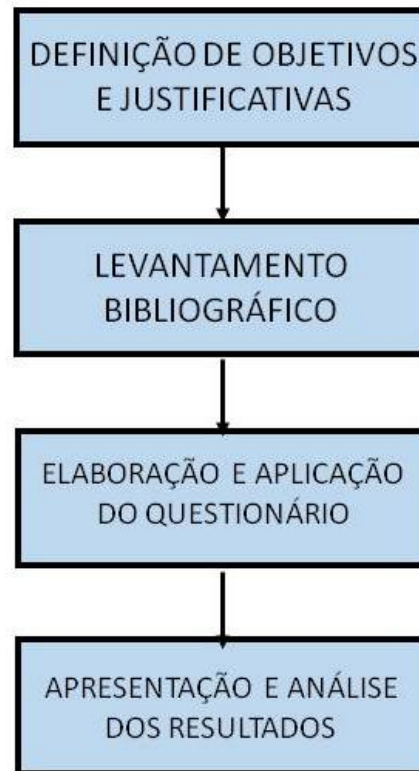 DEFINIÇÃO DE OBJETIVOS
E JUSTIFICATIVAS
LEVANTAMENTO
BIBLIOGRÁFICO
ELABORAÇÃO E APLICAÇÃO
DO QUESTIONÁRIO
APRESENTAÇÃO E ANÁLISE
DOS RESULTADOS